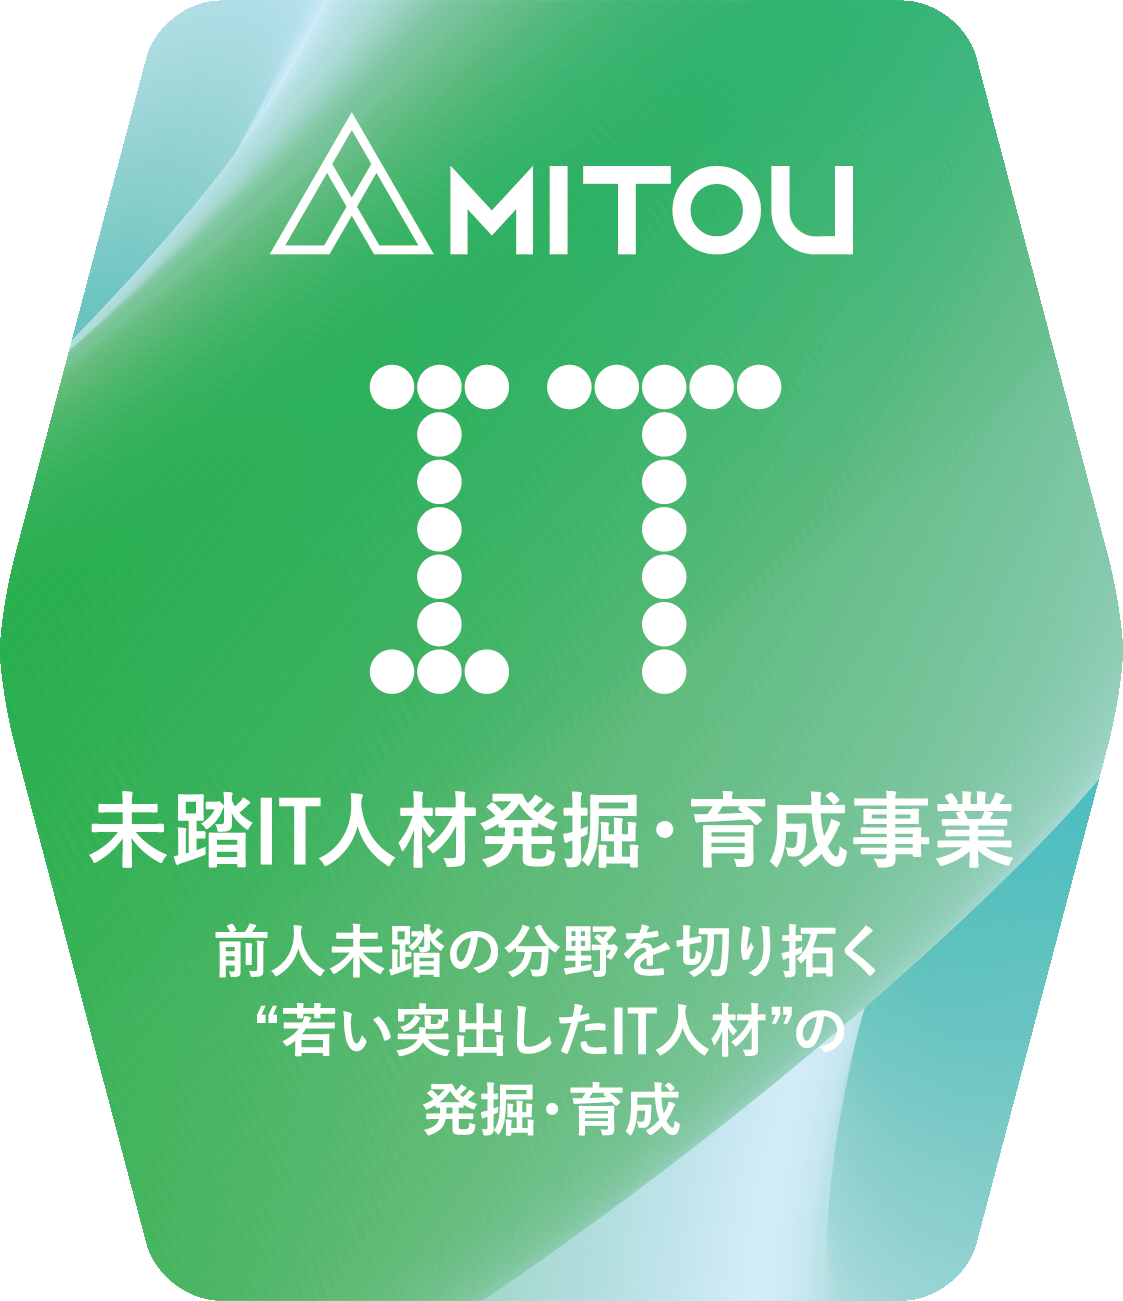 MITOU
IT
未踏IT人材発掘・育成事業
前人未踏の分野を切り拓く
“若い突出したIT人材”の
発掘・育成